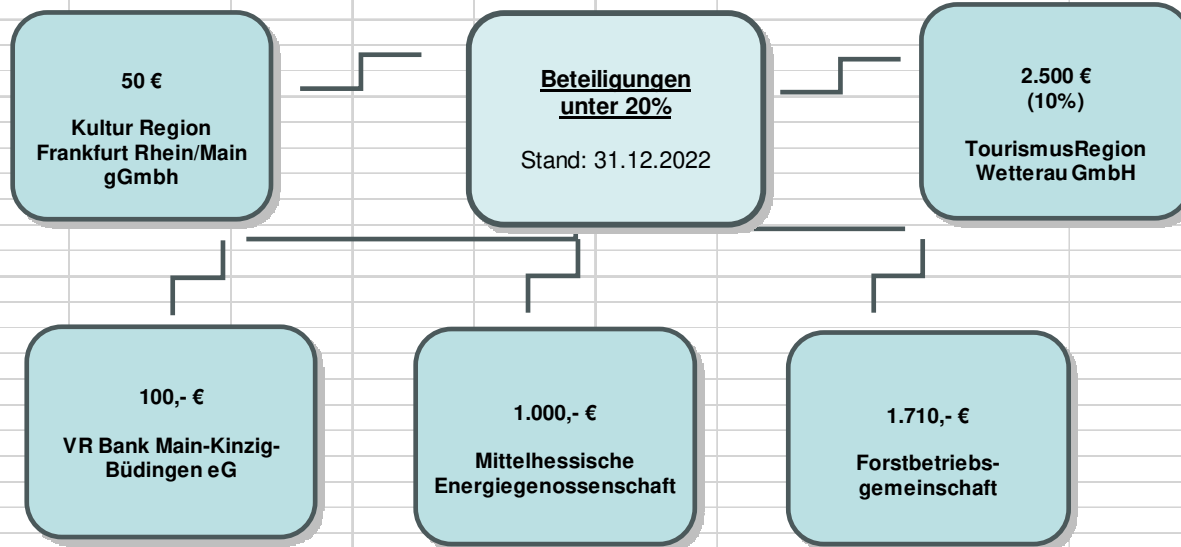 50 €
Kultur Region
Frankfurt Rhein/Main
gGmbh
Beteiligungen
unter 20%
Stand: 31.12.2022
2.500 €
(10%)
TourismusRegion
Wetterau GmbH
100,- €
VR Bank Main-Kinzig-
Büdingen eG
1.000,- €
Mittelhessische
Energiegenossenschaft
1.710,- €
Forstbetriebs-
gemeinschaft